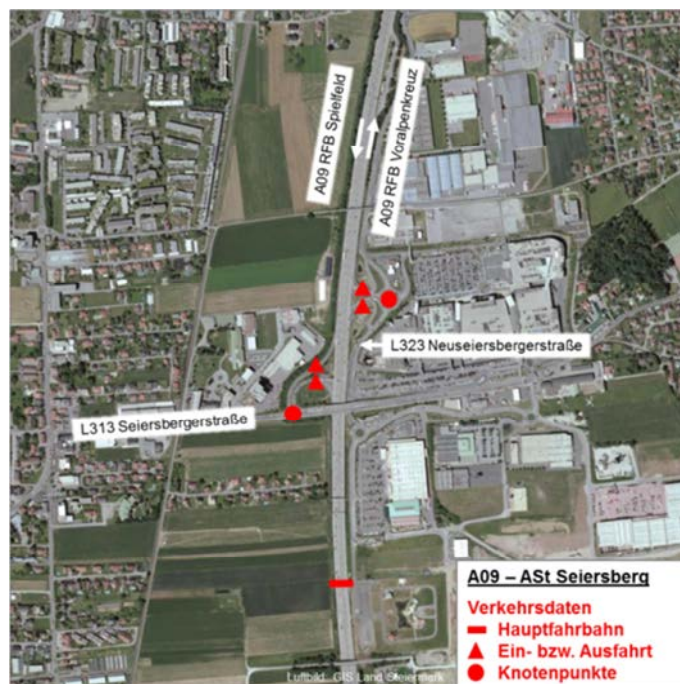 A09 RFB Spielfeld
A09 RFB Voralpenkreuz
L323 Neuseiersbergerstraße
L313 Seiersbergerstraße
A09 – ASt Seiersberg
Verkehrsdaten
Hauptfahrbahn
Ein- bzw. Ausfahrt
Knotenpunkte
Luftbild: GIS Land Steiermark